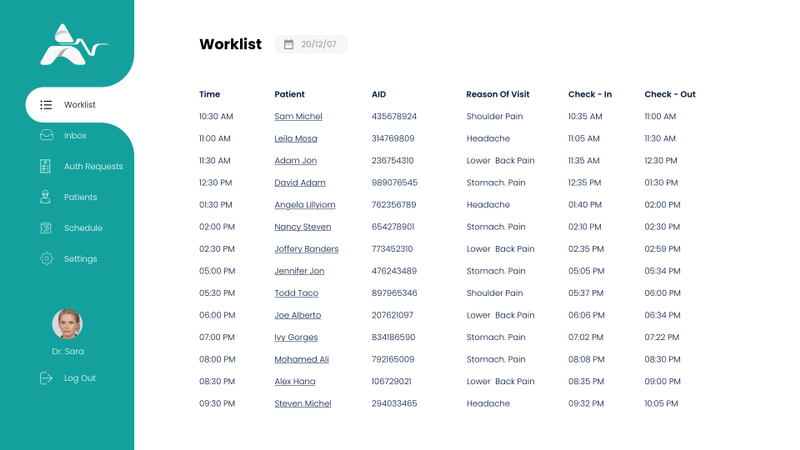 Worklist 20/12/07
Worklist
Inbox
Auth Requests
Patients
Schedule
Settings
Dr. Sara
Log Out
Time Patient AID Reason Of Visit Check - In Check - Out
10:30 AM Sam Michel 435678924 Shoulder Pain 10:35 AM 11:00 AM
11:00 AM Leila Mosa 314769809 Headache 11:05 AM 11:30 AM
11:30 AM Adam Jon 236754310 Lower Back Pain 11:35 AM 12:30 PM
12:30 PM David Adam 989076545 Stomach. Pain 12:35 PM 01:30 PM
01:30 PM Angela Lillyiom 762356789 Headache 01:40 PM 02:00 PM
02:00 PM Nancy Steven 654278901 Stomach. Pain 02:10 PM 02:30 PM
02:30 PM Joffery Banders 773452310 Lower Back Pain 02:35 PM 02:59 PM
05:00 PM Jennifer Jon 476243489 Stomach. Pain 05:05 PM 05:34 PM
05:30 PM Todd Taco 897965346 Shoulder Pain 05:37 PM 06:00 PM
06:00 PM Joe Alberto 207621097 Lower Back Pain 06:06 PM 06:34 PM
07:00 PM Ivy Gorges 834186590 Stomach. Pain 07:02 PM 07:22 PM
08:00 PM Mohamed Ali 792165009 Stomach. Pain 08:08 PM 08:30 PM
08:30 PM Alex Hana 106729021 Lower Back Pain 08:35 PM 09:00 PM
09:30 PM Steven Michel 294033465 Headache 09:32 PM 10:05 PM